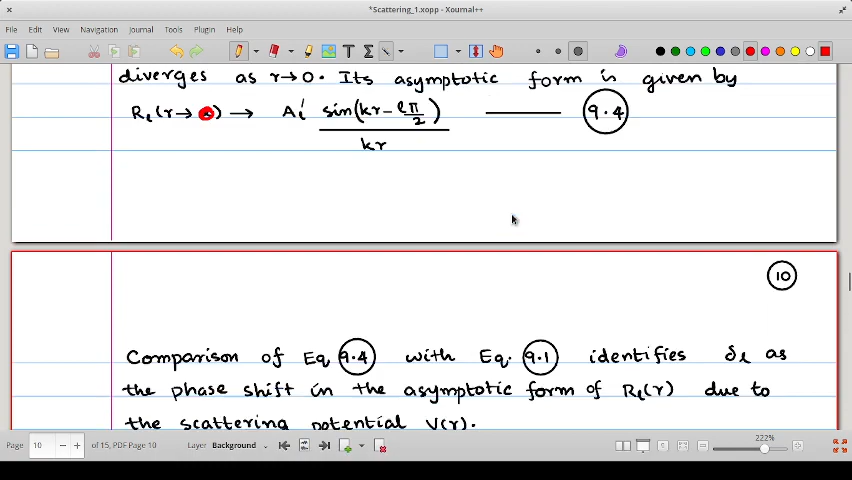 *Scattering_1.xopp - Xournal++
File Edit View Navigation Journal Tools Plugin Help
diverges as r→0. Its asymptotic form is given by
Rₗ(r→ ) → Aₗ' sin(kr - lπ/2) / kr ——— 9.4
10
Comparison of Eq 9.4 with Eq. 9.1 identifies δₗ as
the phase shift in the asymptotic form of Rₗ(r) due to
the scattering potential V(r).
Page 10 of 15, PDF Page 10 Layer Background 222%